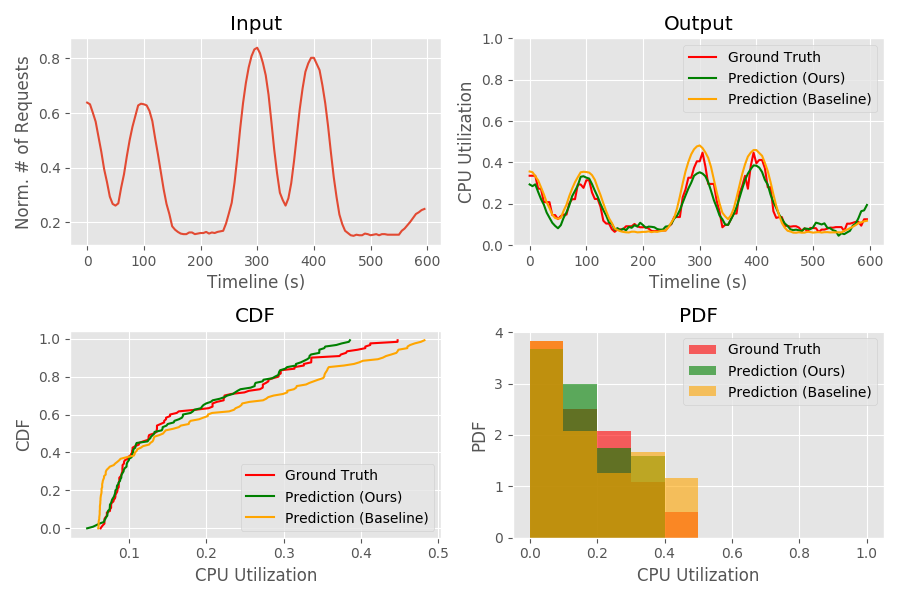 Input
Norm. # of Requests
0.8
0.6
0.4
0.2
0 100 200 300 400 500 600
Timeline (s)
Output
CPU Utilization
1.0
0.8
0.6
0.4
0.2
0.0
Ground Truth
Prediction (Ours)
Prediction (Baseline)
0 100 200 300 400 500 600
Timeline (s)
CDF
CDF
1.0
0.8
0.6
0.4
0.2
0.0
Ground Truth
Prediction (Ours)
Prediction (Baseline)
0.1 0.2 0.3 0.4 0.5
CPU Utilization
PDF
PDF
4
3
2
1
0
Ground Truth
Prediction (Ours)
Prediction (Baseline)
0.0 0.2 0.4 0.6 0.8 1.0
CPU Utilization